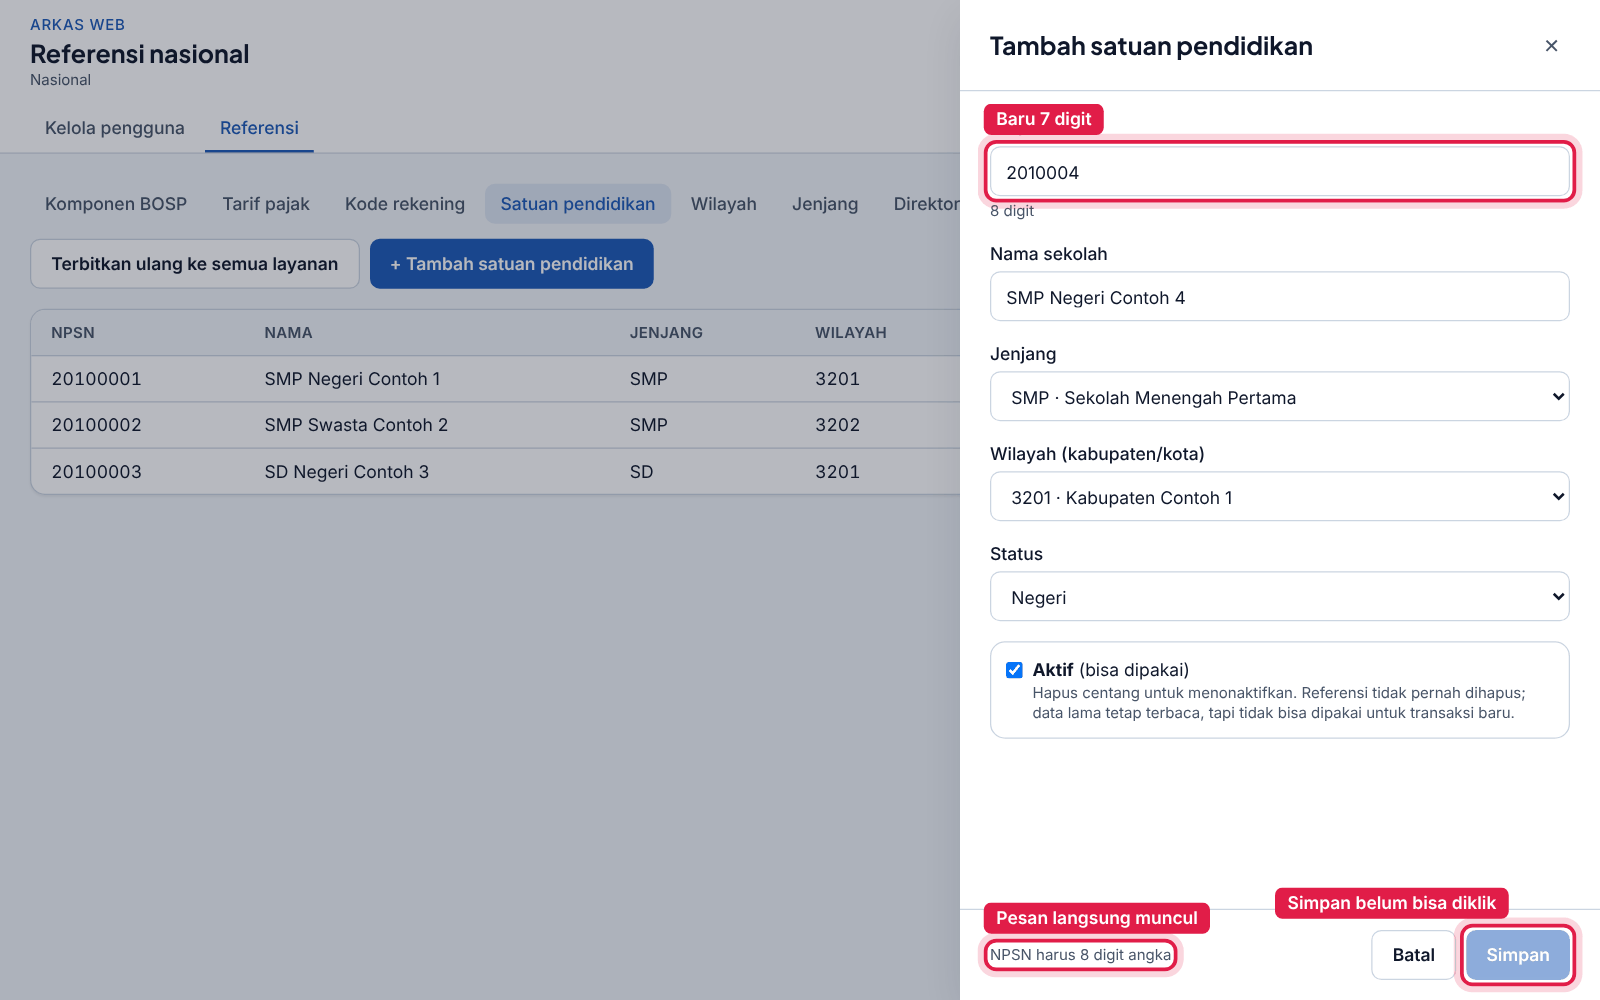 ARKAS WEB
Referensi nasional
Nasional
Kelola pengguna
Referensi
Komponen BOSP
Tarif pajak
Kode rekening
Satuan pendidikan
Wilayah
Jenjang
Direktor
Terbitkan ulang ke semua layanan
+ Tambah satuan pendidikan
NPSN NAMA JENJANG WILAYAH
20100001 SMP Negeri Contoh 1 SMP 3201
20100002 SMP Swasta Contoh 2 SMP 3202
20100003 SD Negeri Contoh 3 SD 3201
Tambah satuan pendidikan
Baru 7 digit
2010004
8 digit
Nama sekolah
SMP Negeri Contoh 4
Jenjang
SMP · Sekolah Menengah Pertama
Wilayah (kabupaten/kota)
3201 · Kabupaten Contoh 1
Status
Negeri
Aktif (bisa dipakai)
Hapus centang untuk menonaktifkan. Referensi tidak pernah dihapus;
data lama tetap terbaca, tapi tidak bisa dipakai untuk transaksi baru.
Pesan langsung muncul
NPSN harus 8 digit angka
Simpan belum bisa diklik
Batal
Simpan